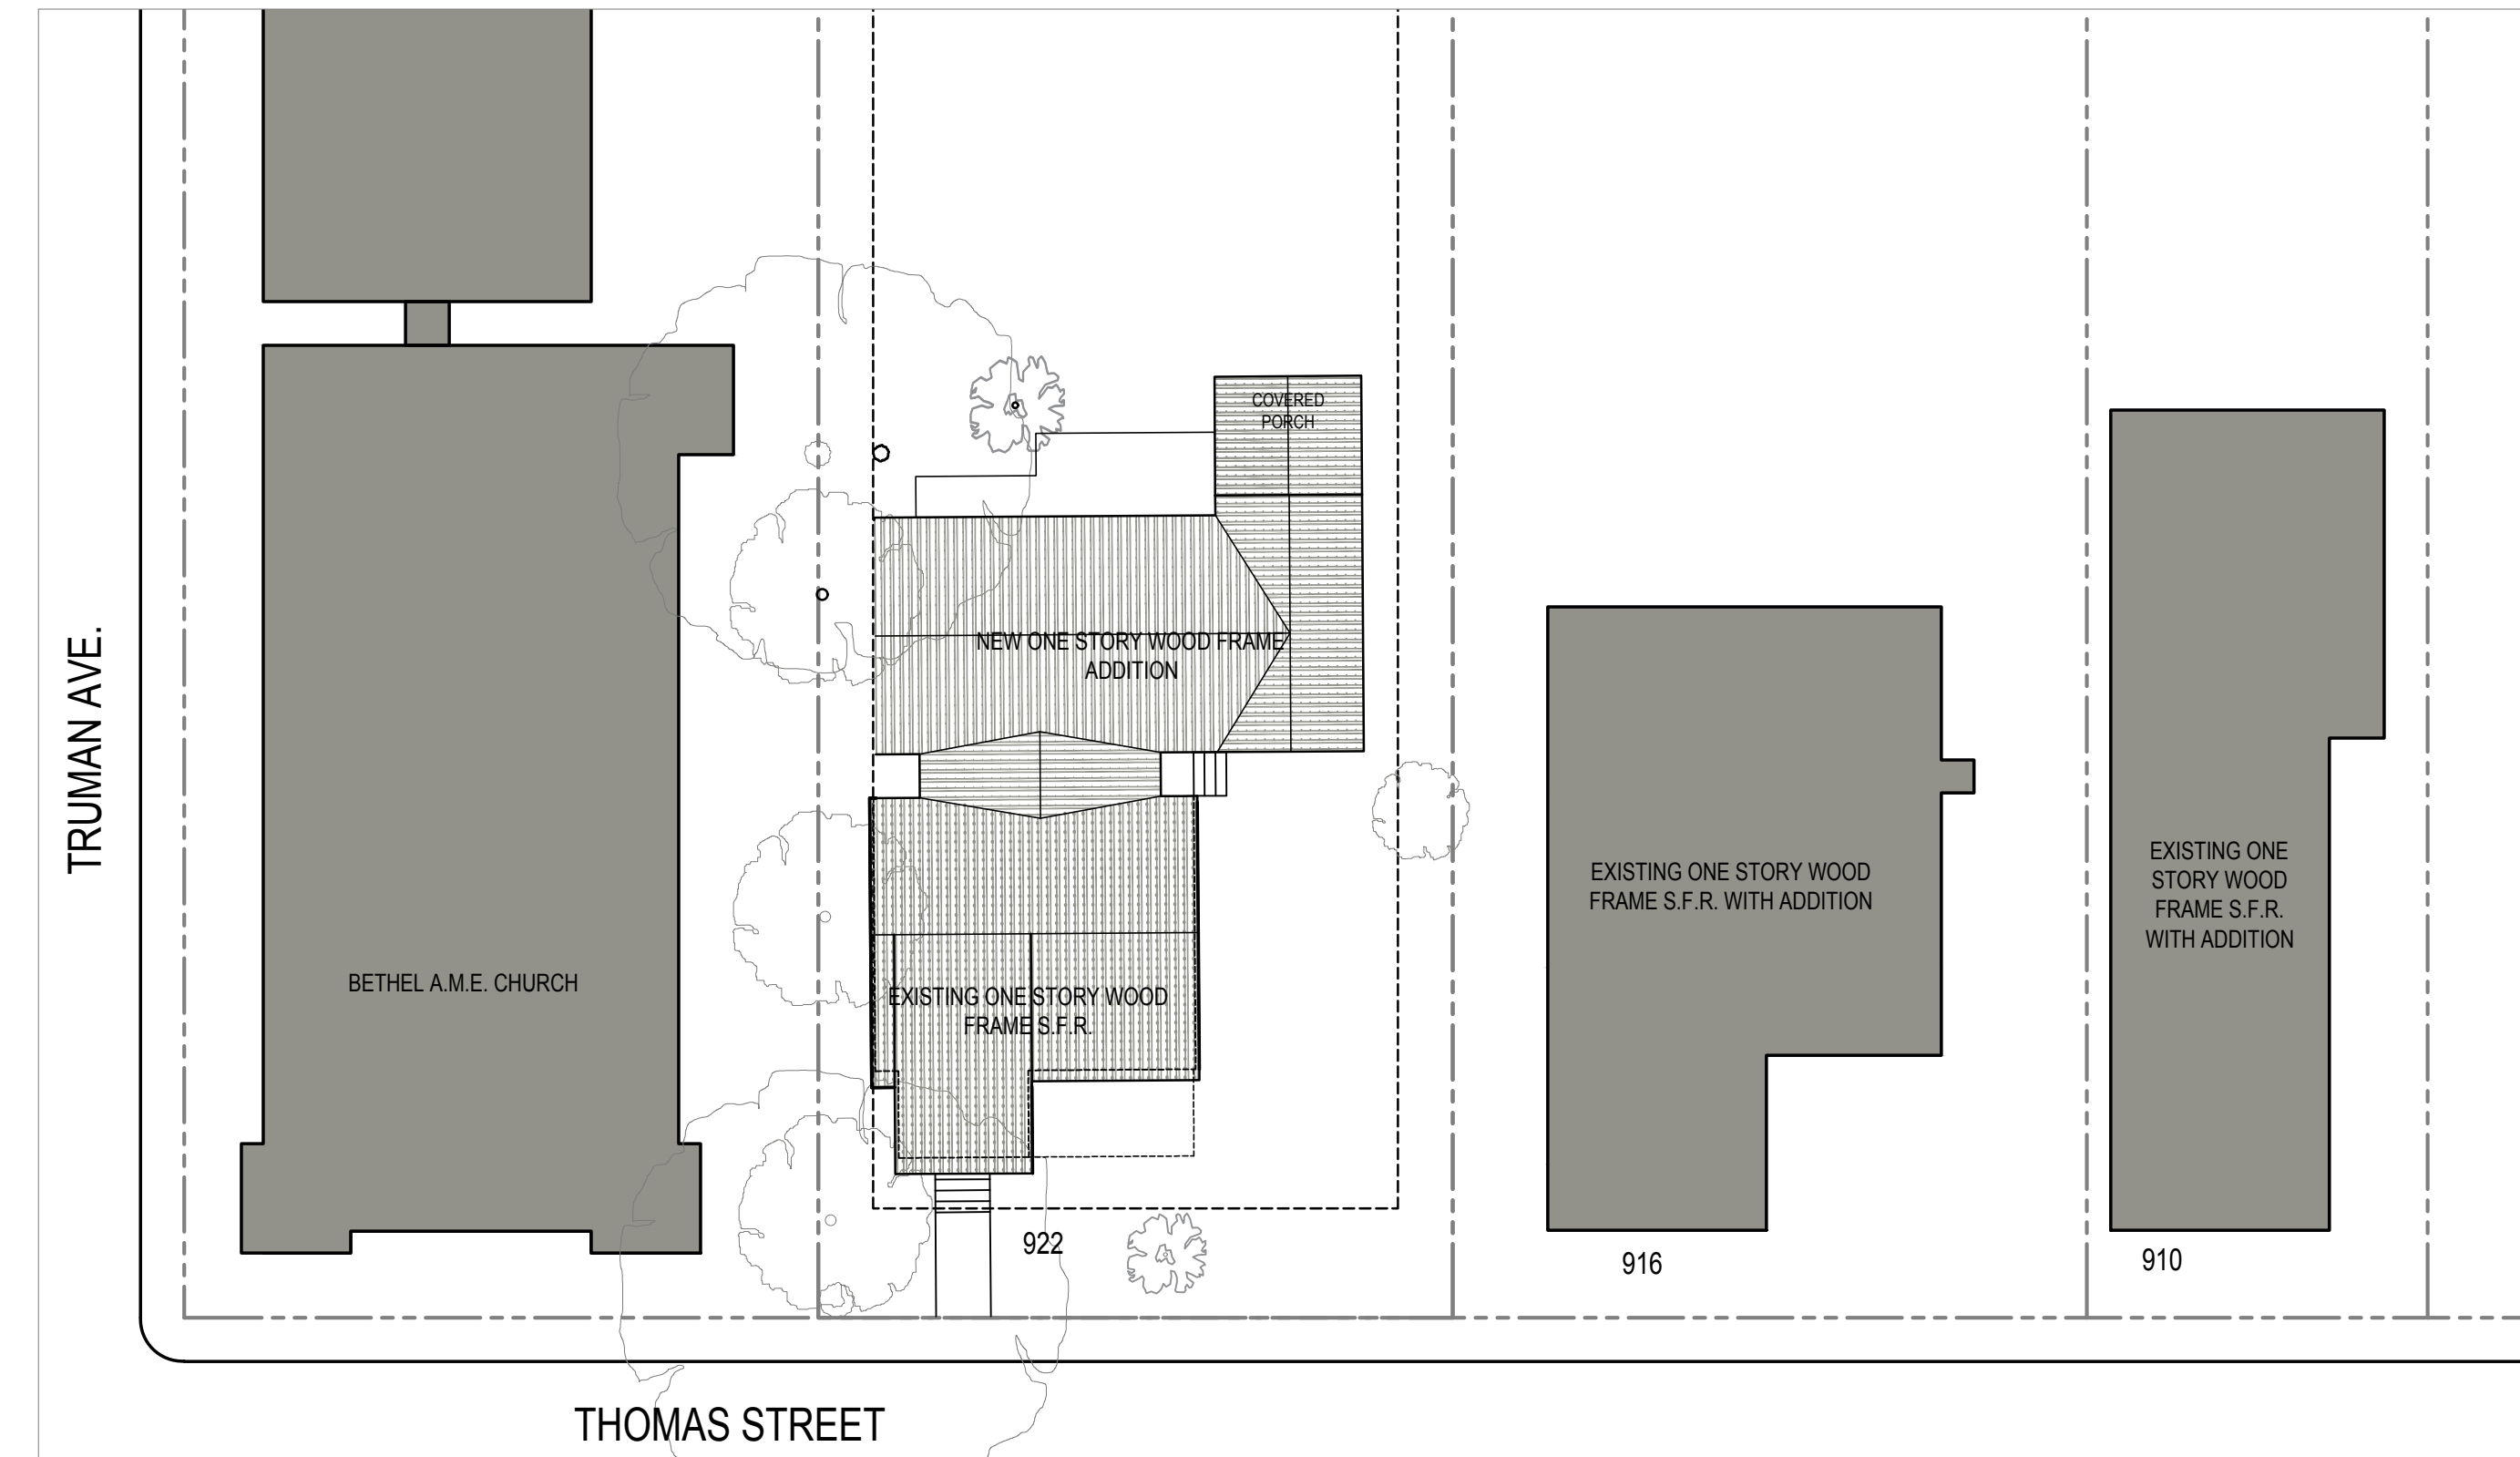 COVERED
PORCH
NEW ONE STORY WOOD FRAME
ADDITION
TRUMAN AVE.
BETHEL A.M.E. CHURCH
EXISTING ONE STORY WOOD
FRAME S.F.R.
EXISTING ONE STORY WOOD
FRAME S.F.R. WITH ADDITION
EXISTING ONE
STORY WOOD
FRAME S.F.R.
WITH ADDITION
922
916
910
THOMAS STREET